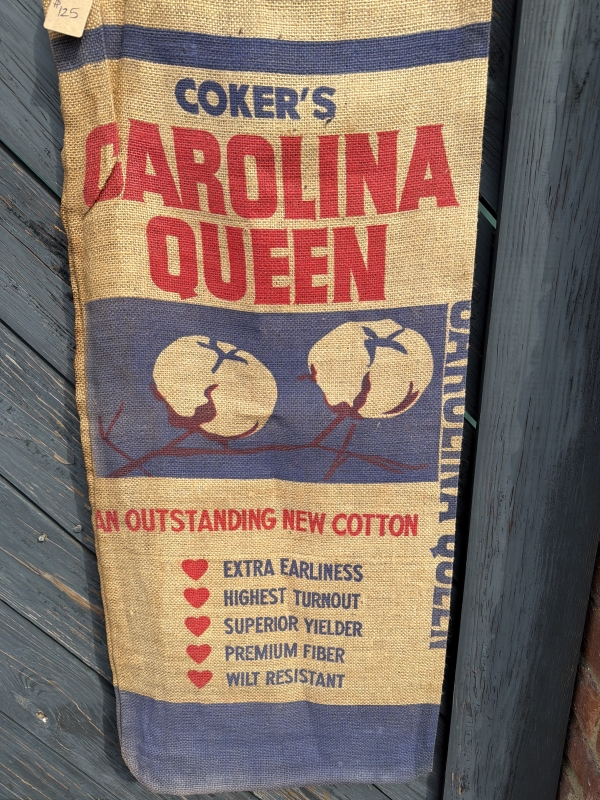 $125
COKER'S
CAROLINA
QUEEN
CAROLINA QUEEN
AN OUTSTANDING NEW COTTON
EXTRA EARLINESS
HIGHEST TURNOUT
SUPERIOR YIELDER
PREMIUM FIBER
WILT RESISTANT